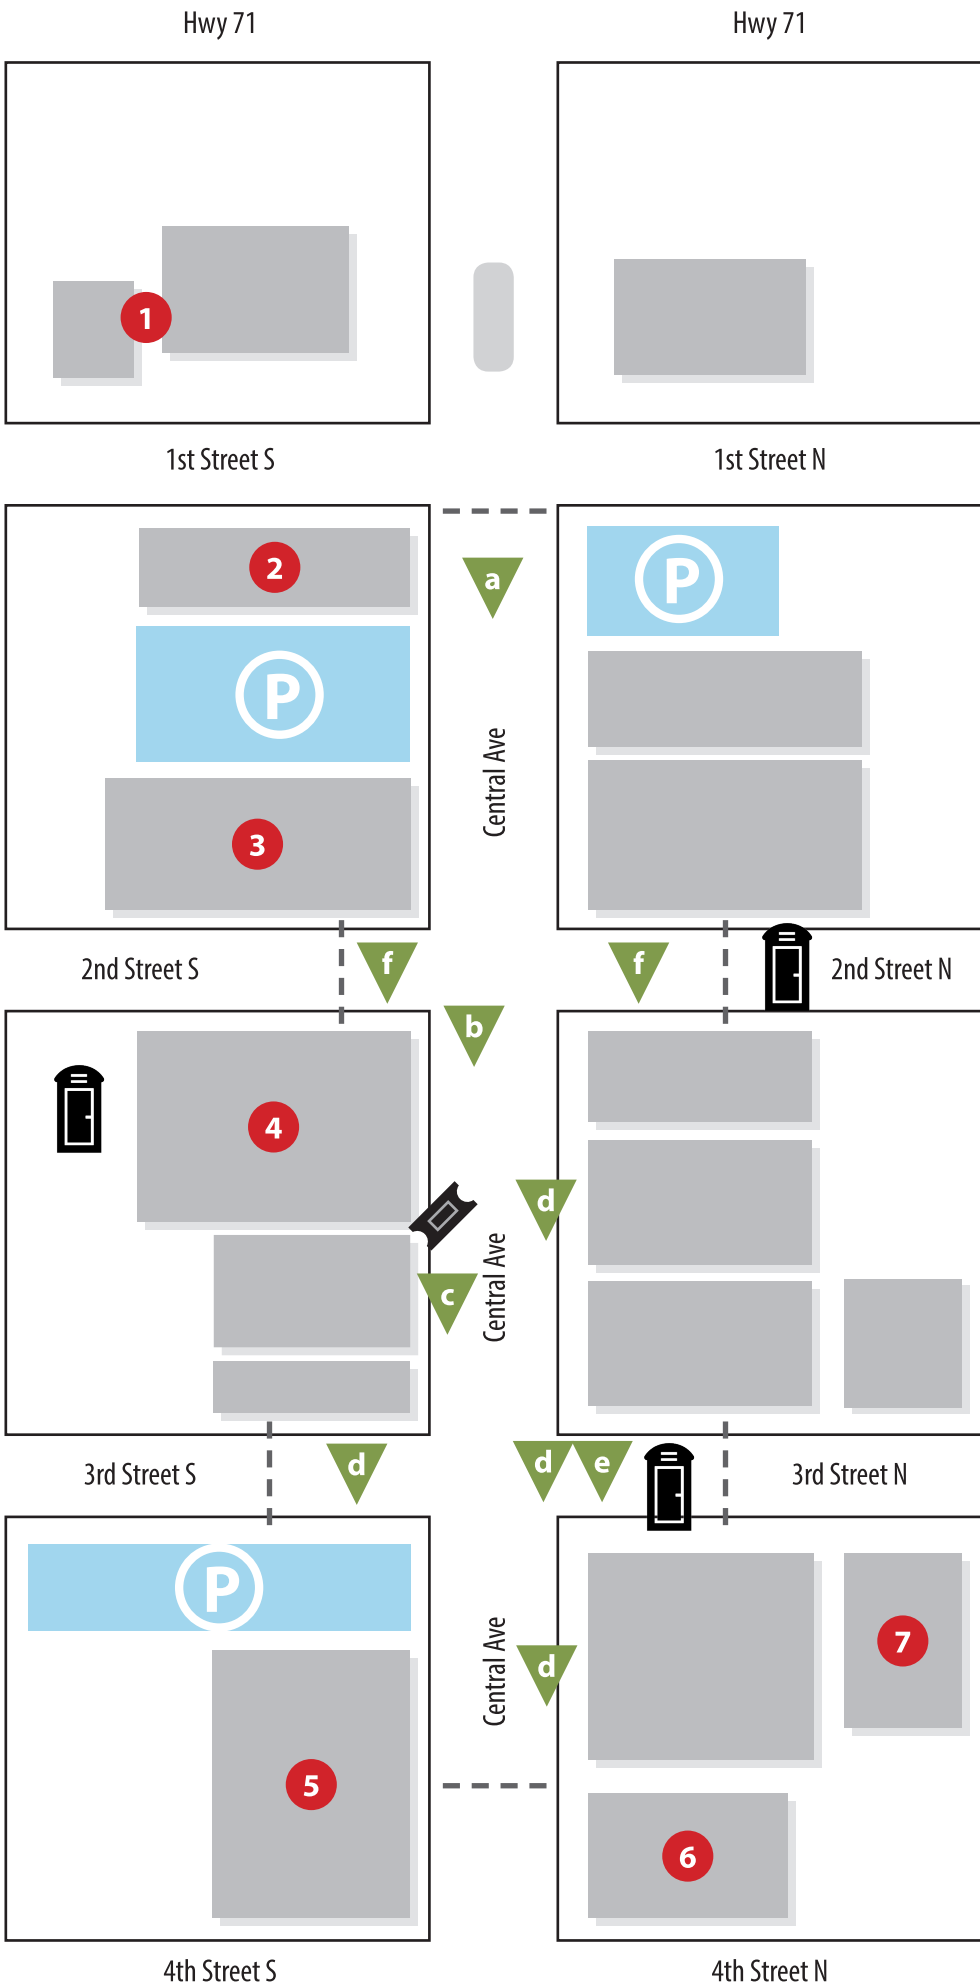 Hwy 71
Hwy 71
1
1st Street S
1st Street N
2
a
P
P
Central Ave
3
2nd Street S
f
f
2nd Street N
b
4
d
c
Central Ave
3rd Street S
d
d
e
3rd Street N
P
7
d
Central Ave
5
6
4th Street S
4th Street N